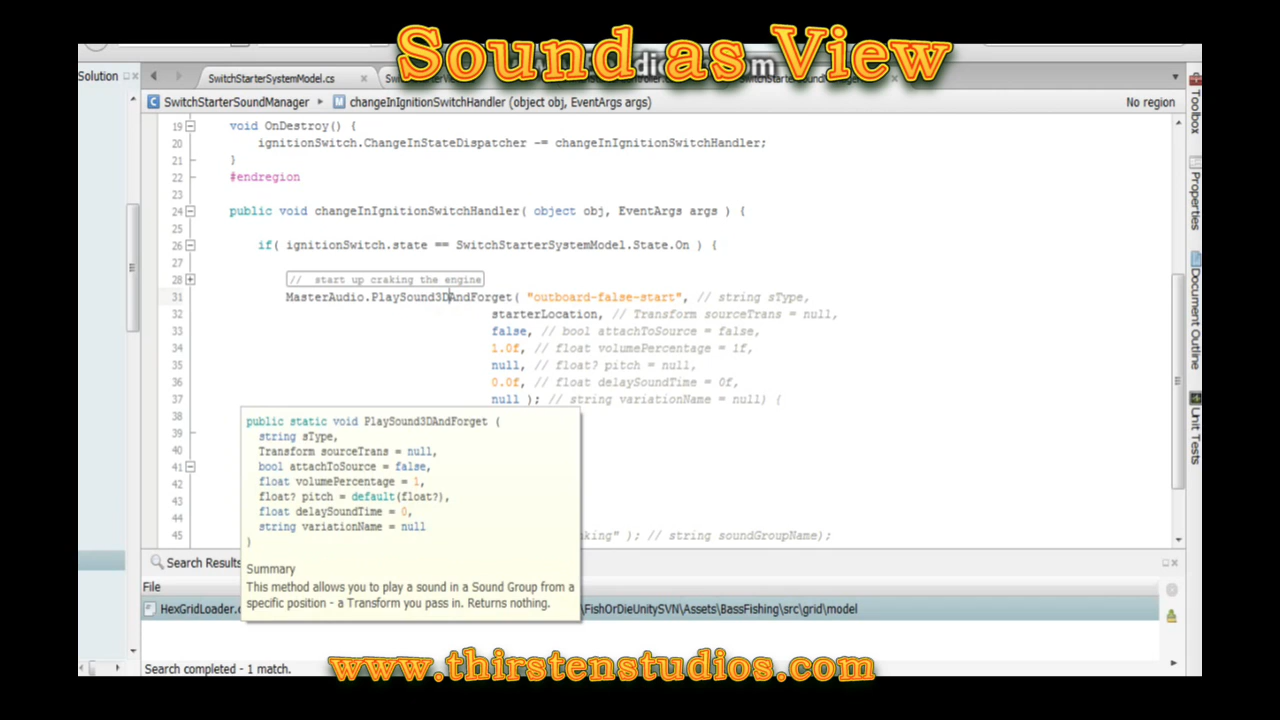 Sound as View
Solution
SwitchStarterSystemModel.cs
SwitchStarterSoundManager
changeInIgnitionSwitchHandler (object obj, EventArgs args)
No region
Toolbox
Properties
Document Outline
Unit Tests
19 void OnDestroy() {
20 ignitionSwitch.ChangeInStateDispatcher -= changeInIgnitionSwitchHandler;
21 }
22 #endregion
23
24 public void changeInIgnitionSwitchHandler( object obj, EventArgs args ) {
25
26 if( ignitionSwitch.state == SwitchStarterSystemModel.State.On ) {
27
28 // start up craking the engine
31 MasterAudio.PlaySound3DAndForget( "outboard-false-start", // string sType,
32 starterLocation, // Transform sourceTrans = null,
33 false, // bool attachToSource = false,
34 1.0f, // float volumePercentage = 1f,
35 null, // float? pitch = null,
36 0.0f, // float delaySoundTime = 0f,
37 null ); // string variationName = null) {
38
39
40
41
42
43
44
45 king" ); // string soundGroupName);
public static void PlaySound3DAndForget (
string sType,
Transform sourceTrans = null,
bool attachToSource = false,
float volumePercentage = 1,
float? pitch = default(float?),
float delaySoundTime = 0,
string variationName = null
)
Summary
This method allows you to play a sound in a Sound Group from a
specific position - a Transform you pass in. Returns nothing.
Search Results
File
HexGridLoader.c \FishOrDieUnitySVN\Assets\BassFishing\src\grid\model
Search completed - 1 match.
www.thirstenstudios.com